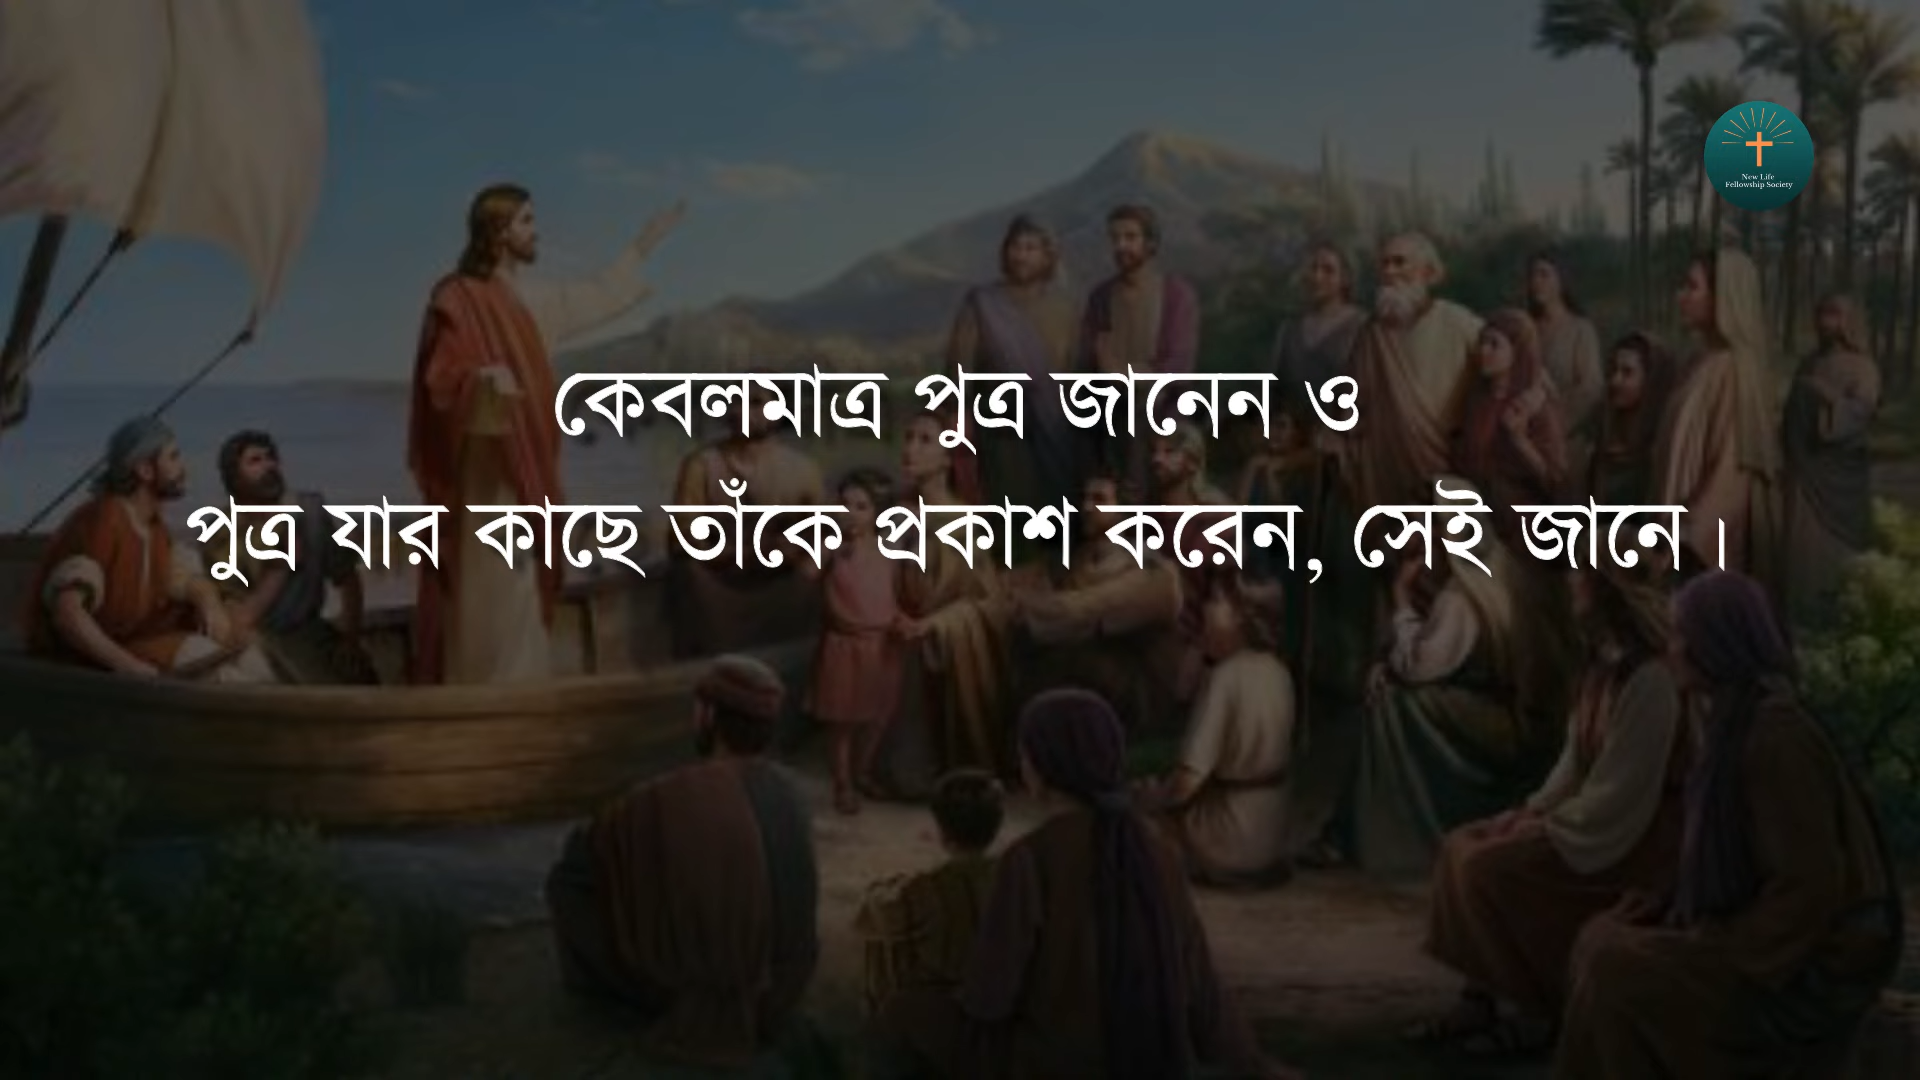 New Life
Fellowship Society
কেবলমাত্র পুত্র জানেন ও
পুত্র যার কাছে তাঁকে প্রকাশ করেন, সেই জানে।